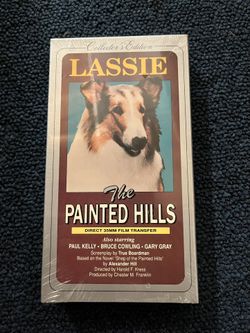 Collector's Edition
LASSIE
The
PAINTED HILLS
DIRECT 35MM FILM TRANSFER
Also starring
PAUL KELLY - BRUCE COWLING - GARY GRAY
Screenplay by True Boardman
Based on the Novel "Shep of the Painted Hills"
by Alexander Hill
Directed by Harold F. Kress
Produced by Chester M. Franklin